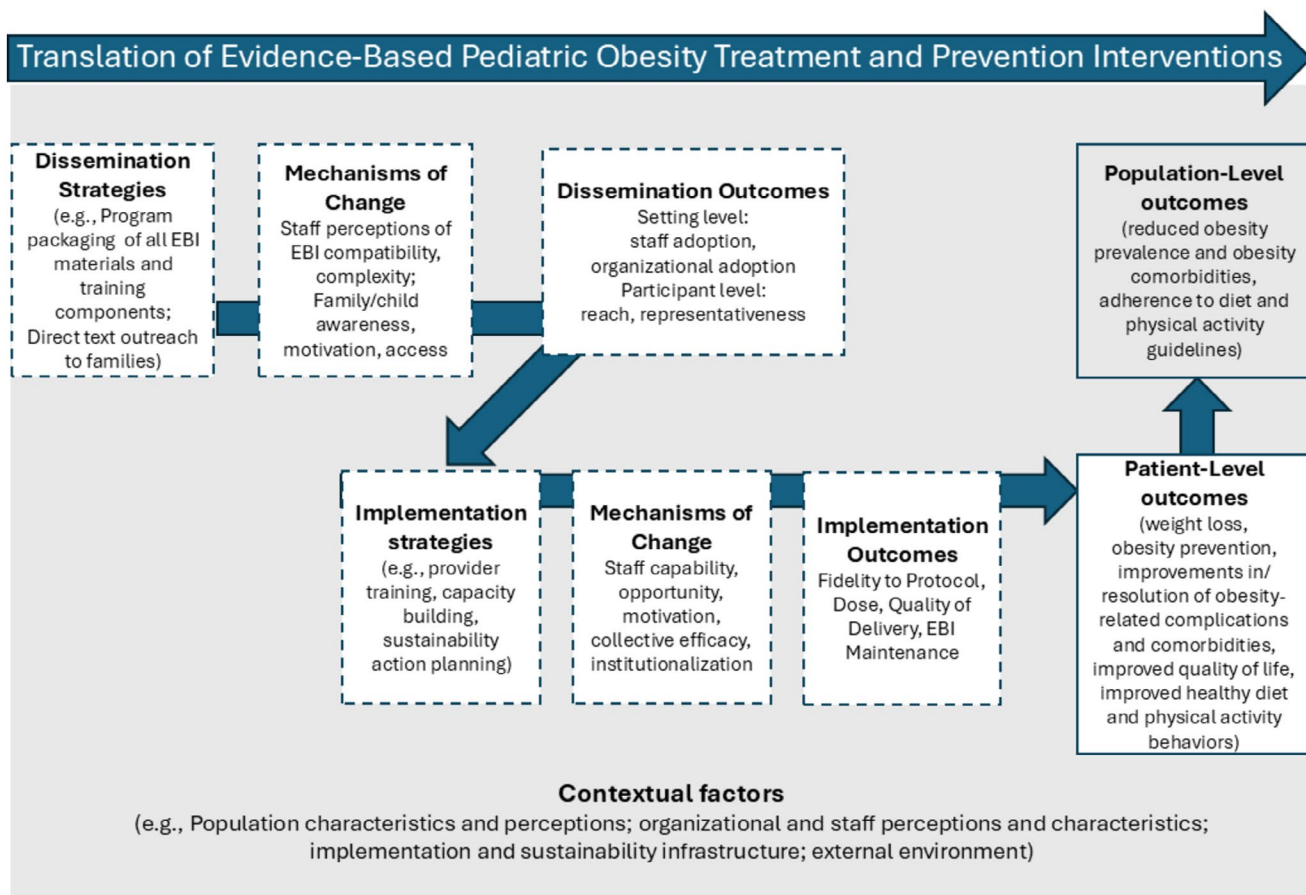 Translation of Evidence-Based Pediatric Obesity Treatment and Prevention Interventions
Dissemination
Strategies
(e.g., Program
packaging of all EBI
materials and
training
components;
Direct text outreach
to families)
Mechanisms of
Change
Staff perceptions of
EBI compatibility,
complexity;
Family/child
awareness,
motivation, access
Dissemination Outcomes
Setting level:
staff adoption,
organizational adoption
Participant level:
reach, representativeness
Population-Level
outcomes
(reduced obesity
prevalence and obesity
comorbidities,
adherence to diet and
physical activity
guidelines)
Implementation
strategies
(e.g., provider
training, capacity
building,
sustainability
action planning)
Mechanisms of
Change
Staff capability,
opportunity,
motivation,
collective efficacy,
institutionalization
Implementation
Outcomes
Fidelity to Protocol,
Dose, Quality of
Delivery, EBI
Maintenance
Patient-Level
outcomes
(weight loss,
obesity prevention,
improvements in/
resolution of obesity-
related complications
and comorbidities,
improved quality of life,
improved healthy diet
and physical activity
behaviors)
Contextual factors
(e.g., Population characteristics and perceptions; organizational and staff perceptions and characteristics;
implementation and sustainability infrastructure; external environment)